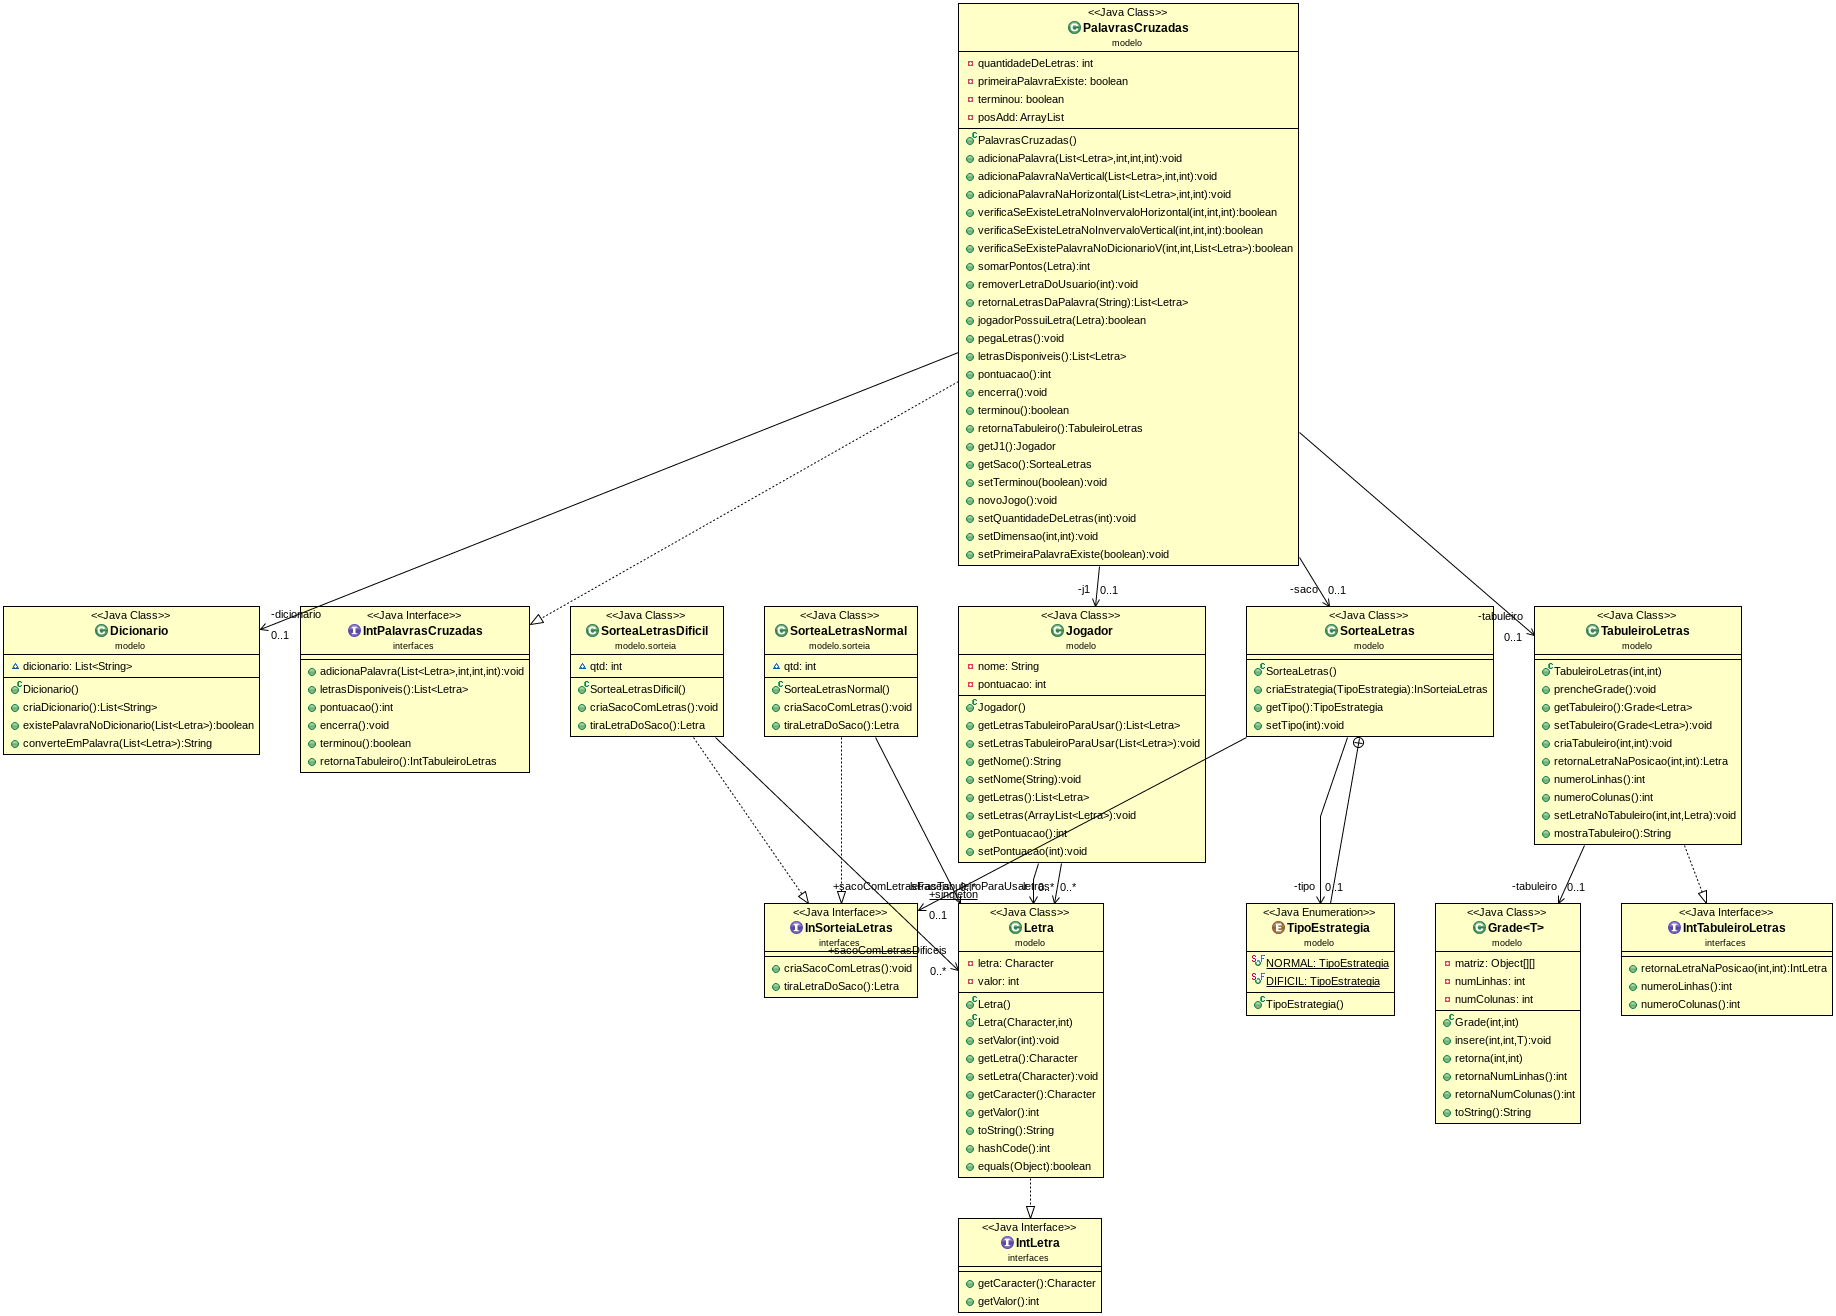 <<Java Class>>
PalavrasCruzadas
modelo
quantidadeDeLetras: int
primeiraPalavraExiste: boolean
terminou: boolean
posAdd: ArrayList
PalavrasCruzadas()
adicionaPalavra(List<Letra>,int,int,int):void
adicionaPalavraNaVertical(List<Letra>,int,int):void
adicionaPalavraNaHorizontal(List<Letra>,int,int):void
verificaSeExisteLetraNoInvervaloHorizontal(int,int,int):boolean
verificaSeExisteLetraNoInvervaloVertical(int,int,int):boolean
verificaSeExistePalavraNoDicionarioV(int,int,List<Letra>):boolean
somarPontos(Letra):int
removerLetraDoUsuario(int):void
retornaLetrasDaPalavra(String):List<Letra>
jogadorPossuiLetra(Letra):boolean
pegaLetras():void
letrasDisponiveis():List<Letra>
pontuacao():int
encerra():void
terminou():boolean
retornaTabuleiro():TabuleiroLetras
getJ1():Jogador
getSaco():SorteaLetras
setTerminou(boolean):void
novoJogo():void
setQuantidadeDeLetras(int):void
setDimensao(int,int):void
setPrimeiraPalavraExiste(boolean):void
-dicionario
0..1
-j1
0..1
-saco
0..1
-tabuleiro
0..1
<<Java Class>>
Dicionario
modelo
dicionario: List<String>
Dicionario()
criaDicionario():List<String>
existePalavraNoDicionario(List<Letra>):boolean
converteEmPalavra(List<Letra>):String
<<Java Interface>>
IntPalavrasCruzadas
interfaces
adicionaPalavra(List<Letra>,int,int,int):void
letrasDisponiveis():List<Letra>
pontuacao():int
encerra():void
terminou():boolean
retornaTabuleiro():IntTabuleiroLetras
<<Java Class>>
SorteaLetrasDificil
modelo.sorteia
qtd: int
SorteaLetrasDificil()
criaSacoComLetras():void
tiraLetraDoSaco():Letra
<<Java Class>>
SorteaLetrasNormal
modelo.sorteia
qtd: int
SorteaLetrasNormal()
criaSacoComLetras():void
tiraLetraDoSaco():Letra
<<Java Class>>
Jogador
modelo
nome: String
pontuacao: int
Jogador()
getLetrasTabuleiroParaUsar():List<Letra>
setLetrasTabuleiroParaUsar(List<Letra>):void
getNome():String
setNome(String):void
getLetras():List<Letra>
setLetras(ArrayList<Letra>):void
getPontuacao():int
setPontuacao(int):void
<<Java Class>>
SorteaLetras
modelo
SorteaLetras()
criaEstrategia(TipoEstrategia):InSorteiaLetras
getTipo():TipoEstrategia
setTipo(int):void
<<Java Class>>
TabuleiroLetras
modelo
TabuleiroLetras(int,int)
prencheGrade():void
getTabuleiro():Grade<Letra>
setTabuleiro(Grade<Letra>):void
criaTabuleiro(int,int):void
retornaLetraNaPosicao(int,int):Letra
numeroLinhas():int
numeroColunas():int
setLetraNoTabuleiro(int,int,Letra):void
mostraTabuleiro():String
0..*
+singleton
0..1
-tipo
0..1
-tabuleiro
0..1
<<Java Interface>>
InSorteiaLetras
interfaces
criaSacoComLetras():void
tiraLetraDoSaco():Letra
+sacoComLetrasDificeis
0..*
<<Java Class>>
Letra
modelo
letra: Character
valor: int
Letra()
Letra(Character,int)
setValor(int):void
getLetra():Character
setLetra(Character):void
getCaracter():Character
getValor():int
toString():String
hashCode():int
equals(Object):boolean
<<Java Enumeration>>
TipoEstrategia
modelo
NORMAL: TipoEstrategia
DIFICIL: TipoEstrategia
TipoEstrategia()
<<Java Class>>
Grade<T>
modelo
matriz: Object[][]
numLinhas: int
numColunas: int
Grade(int,int)
insere(int,int,T):void
retorna(int,int)
retornaNumLinhas():int
retornaNumColunas():int
toString():String
<<Java Interface>>
IntTabuleiroLetras
interfaces
retornaLetraNaPosicao(int,int):IntLetra
numeroLinhas():int
numeroColunas():int
<<Java Interface>>
IntLetra
interfaces
getCaracter():Character
getValor():int